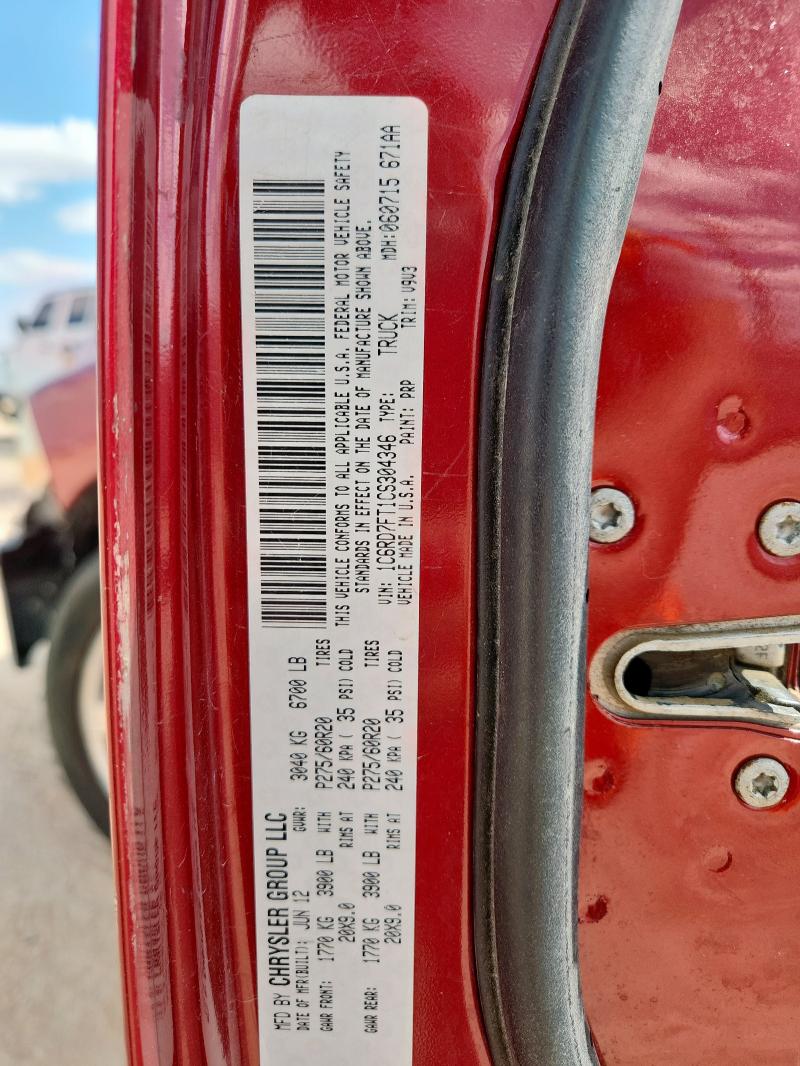 MFD BY CHRYSLER GROUP LLC
DATE OF MFR(BUILT): JUN 12 GVWR: 3040 KG 6700 LB
GAWR FRONT: 1770 KG 3900 LB WITH P275/60R20 TIRES
20X9.0 RIMS AT 240 KPA ( 35 PSI) COLD
GAWR REAR: 1770 KG 3900 LB WITH P275/60R20 TIRES
20X9.0 RIMS AT 240 KPA ( 35 PSI) COLD
THIS VEHICLE CONFORMS TO ALL APPLICABLE U.S.A. FEDERAL MOTOR VEHICLE SAFETY
STANDARDS IN EFFECT ON THE DATE OF MANUFACTURE SHOWN ABOVE.
VIN: 1C6RD7FT1CS304346 TYPE: TRUCK MDH:060715 671AA
VEHICLE MADE IN U.S.A. PAINT: PRP TRIM: V9V3